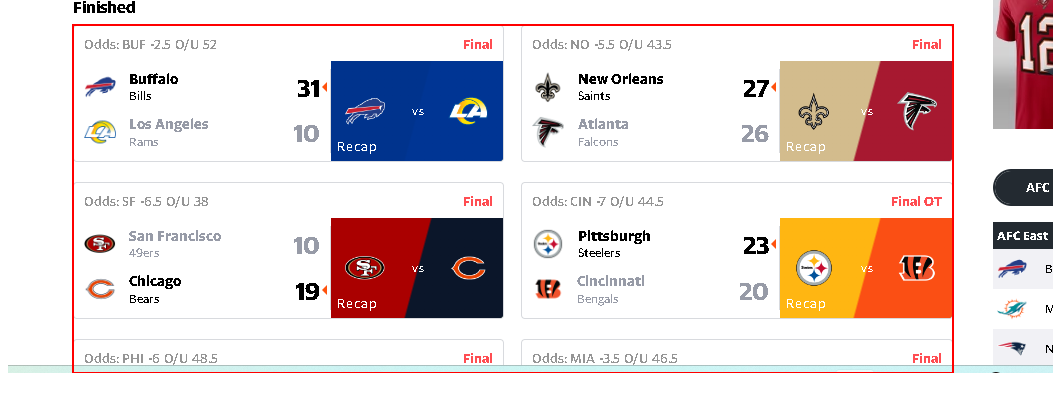 Finished
Odds: BUF -2.5 O/U 52
Final
Buffalo
Bills
31
Los Angeles
Rams
10
vs
Recap
Odds: NO -5.5 O/U 43.5
Final
New Orleans
Saints
27
Atlanta
Falcons
26
vs
Recap
Odds: SF -6.5 O/U 38
Final
San Francisco
49ers
10
Chicago
Bears
19
vs
Recap
Odds: CIN -7 O/U 44.5
Final OT
Pittsburgh
Steelers
23
Cincinnati
Bengals
20
vs
Recap
Odds: PHI -6 O/U 48.5
Final
Odds: MIA -3.5 O/U 46.5
Final
12
AFC
AFC East
B
M
N